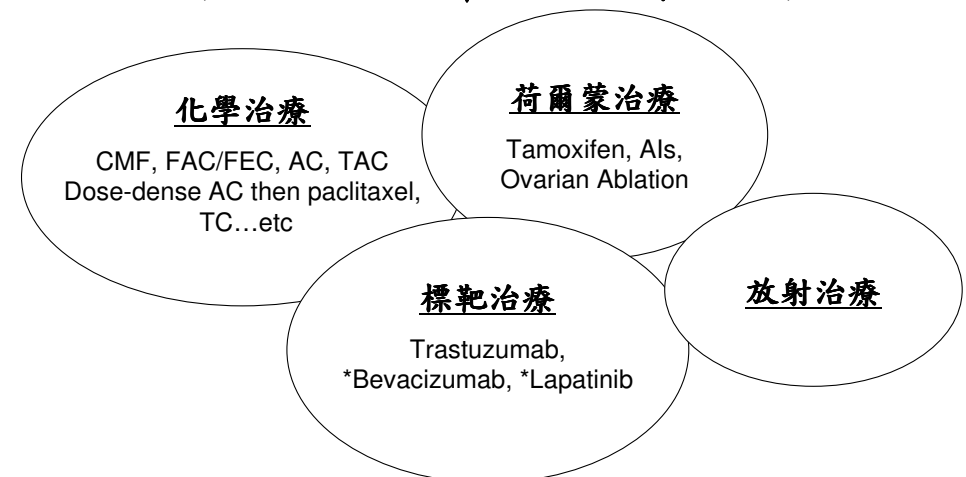 化學治療
CMF, FAC/FEC, AC, TAC
Dose-dense AC then paclitaxel,
TC…etc
荷爾蒙治療
Tamoxifen, AIs,
Ovarian Ablation
標靶治療
Trastuzumab,
*Bevacizumab, *Lapatinib
放射治療